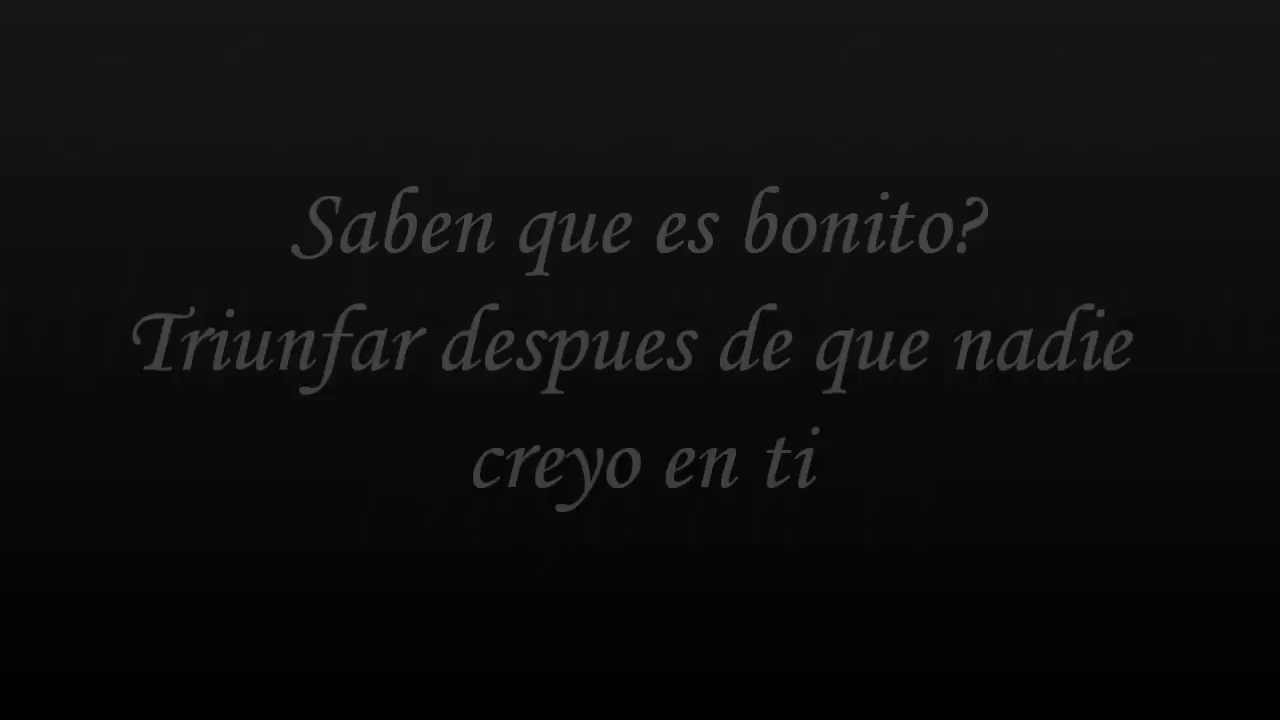 Saben que es bonito?
Triunfar despues de que nadie
creyo en ti